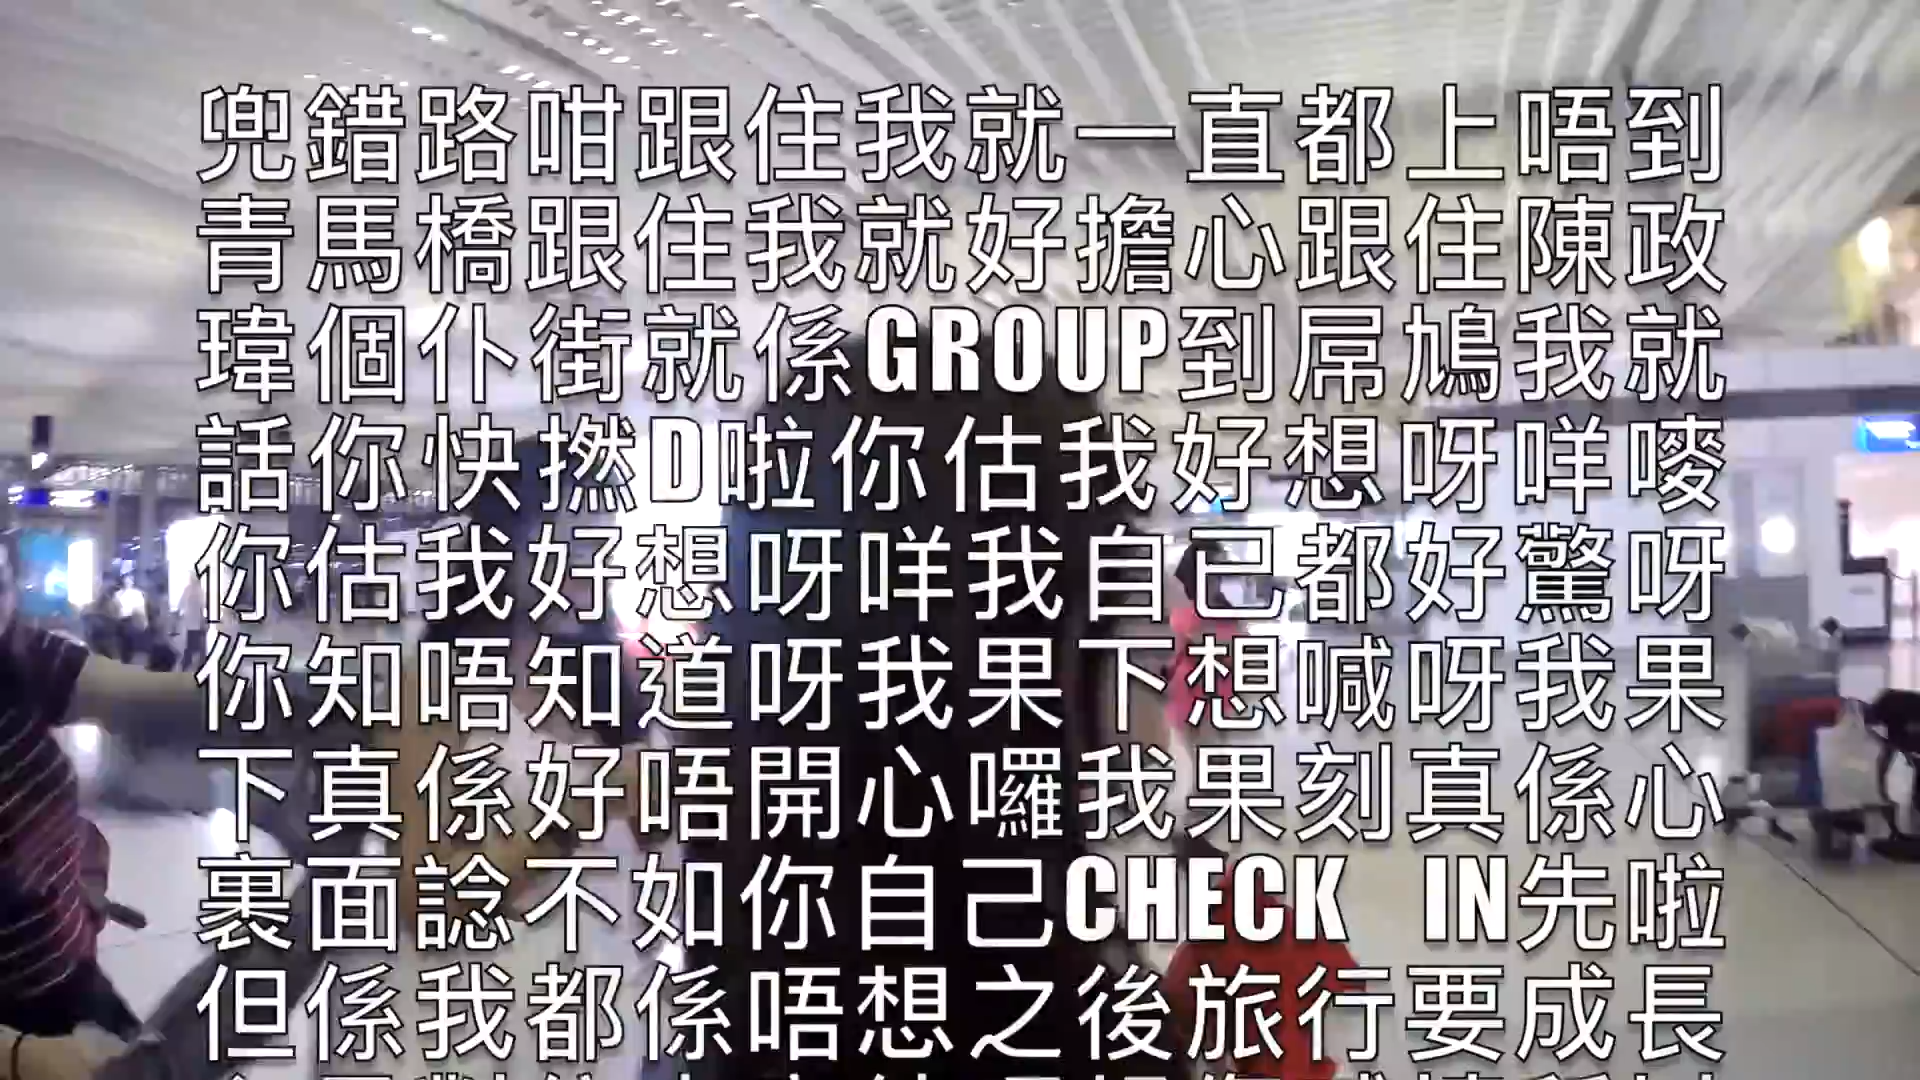 兜錯路咁跟住我就一直都上唔到
青馬橋跟住我就好擔心跟住陳政
瑋個仆街就係GROUP到屌鳩我就
話你快撚D啦你估我好想呀咩嘜
你估我好想呀咩我自己都好驚呀
你知唔知道呀我果下想喊呀我果
下真係好唔開心囉我果刻真係心
裏面諗不如你自己CHECK IN先啦
但係我都係唔想之後旅行要成長